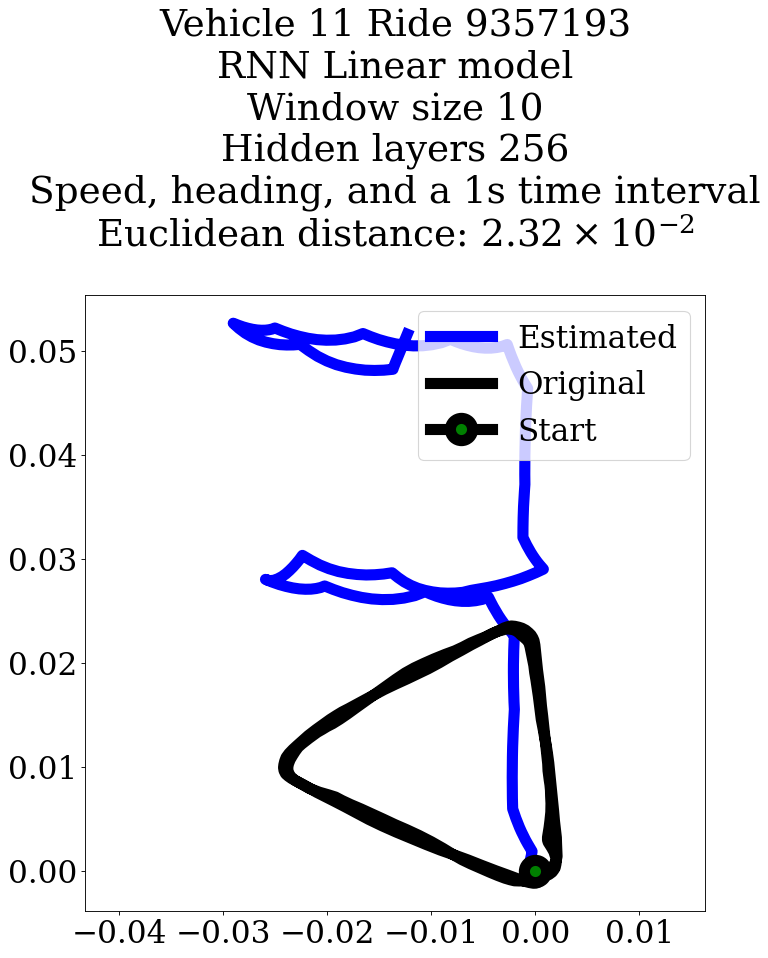 Vehicle 11 Ride 9357193
RNN Linear model
Window size 10
Hidden layers 256
Speed, heading, and a 1s time interval
Euclidean distance: 2.32 × 10⁻²
Estimated
Original
Start
0.05
0.04
0.03
0.02
0.01
0.00
−0.04 −0.03 −0.02 −0.01 0.00 0.01